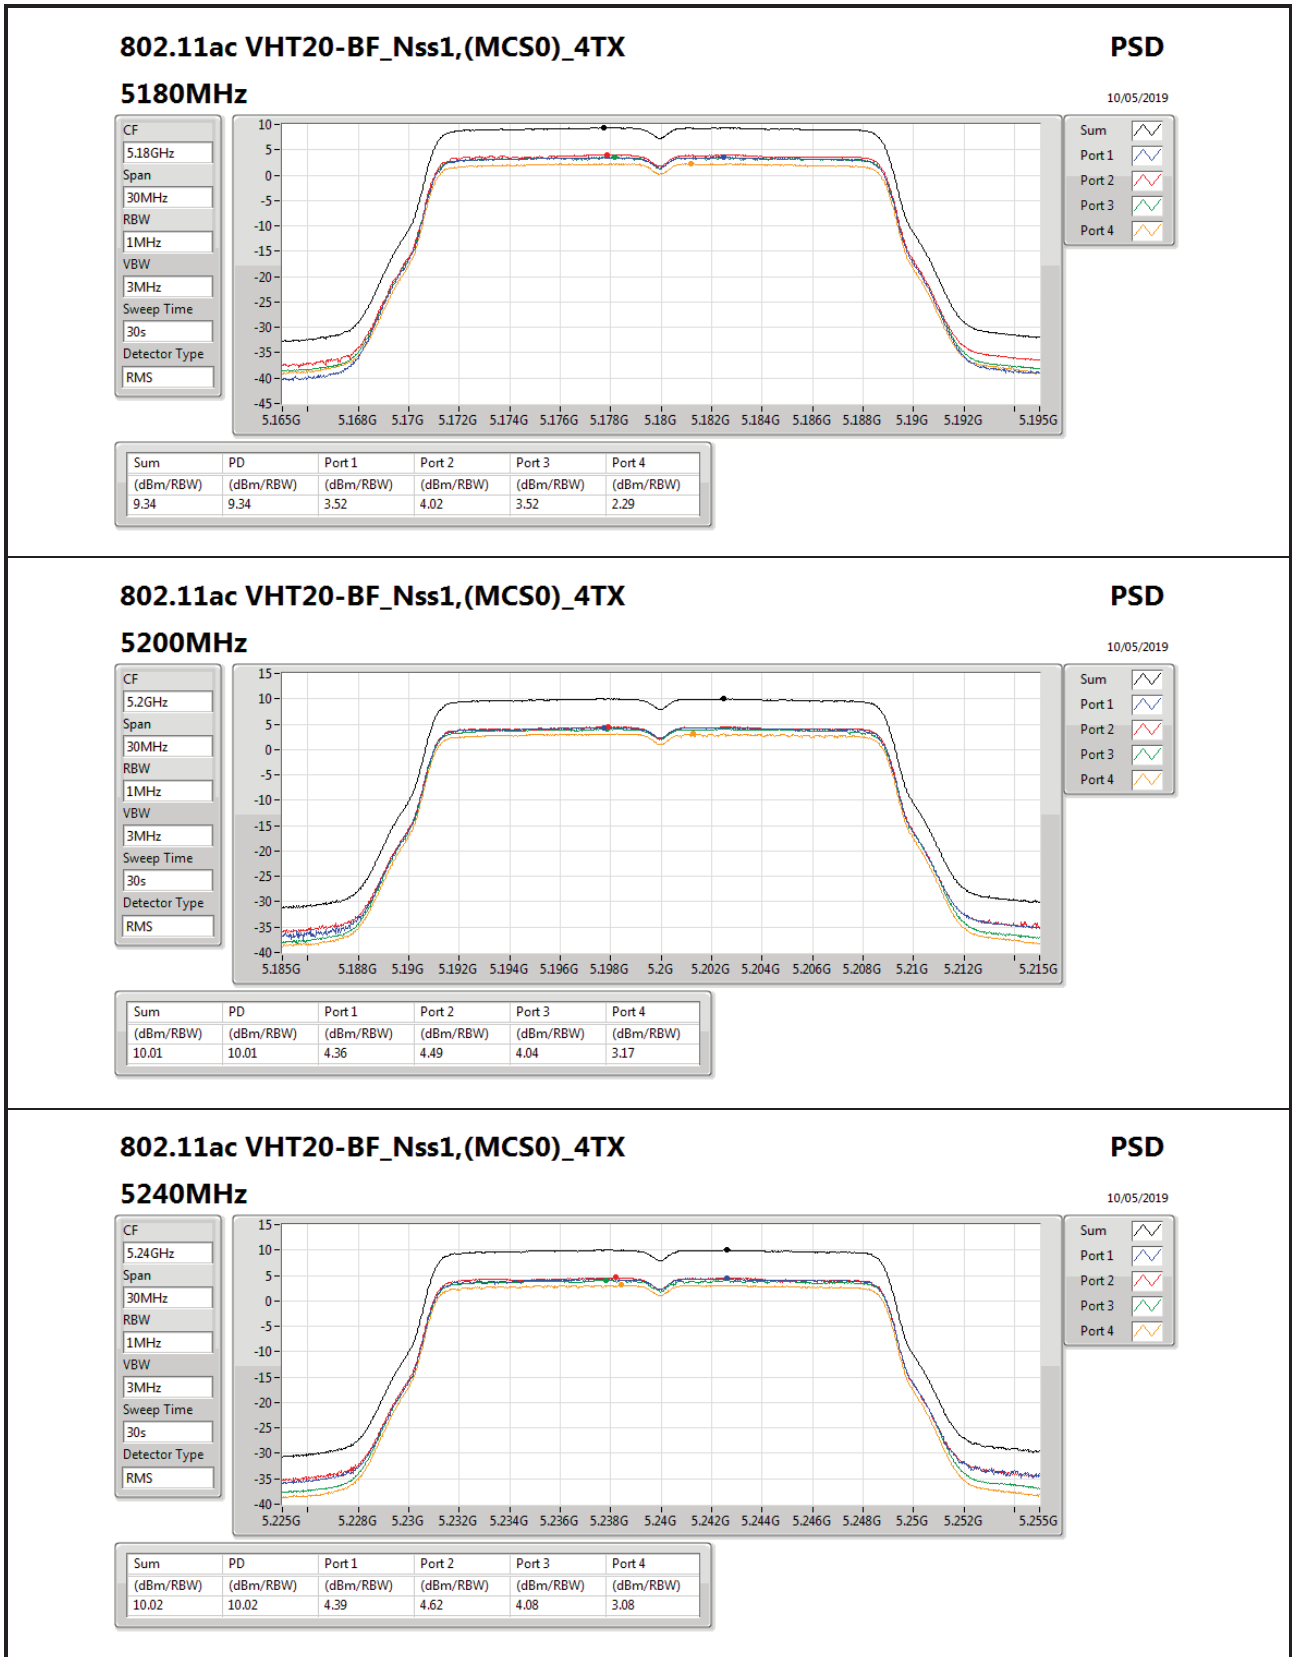 802.11ac VHT20-BF_Nss1,(MCS0)_4TX PSD
5180MHz 10/05/2019
CF
5.18GHz
Span
30MHz
RBW
1MHz
VBW
3MHz
Sweep Time
30s
Detector Type
RMS
10
5
0
-5
-10
-15
-20
-25
-30
-35
-40
-45
5.165G 5.168G 5.17G 5.172G 5.174G 5.176G 5.178G 5.18G 5.182G 5.184G 5.186G 5.188G 5.19G 5.192G 5.195G
Sum
Port 1
Port 2
Port 3
Port 4
Sum PD Port 1 Port 2 Port 3 Port 4
(dBm/RBW) (dBm/RBW) (dBm/RBW) (dBm/RBW) (dBm/RBW) (dBm/RBW)
9.34 9.34 3.52 4.02 3.52 2.29
802.11ac VHT20-BF_Nss1,(MCS0)_4TX PSD
5200MHz 10/05/2019
CF
5.2GHz
Span
30MHz
RBW
1MHz
VBW
3MHz
Sweep Time
30s
Detector Type
RMS
15
10
5
0
-5
-10
-15
-20
-25
-30
-35
-40
5.185G 5.188G 5.19G 5.192G 5.194G 5.196G 5.198G 5.2G 5.202G 5.204G 5.206G 5.208G 5.21G 5.212G 5.215G
Sum
Port 1
Port 2
Port 3
Port 4
Sum PD Port 1 Port 2 Port 3 Port 4
(dBm/RBW) (dBm/RBW) (dBm/RBW) (dBm/RBW) (dBm/RBW) (dBm/RBW)
10.01 10.01 4.36 4.49 4.04 3.17
802.11ac VHT20-BF_Nss1,(MCS0)_4TX PSD
5240MHz 10/05/2019
CF
5.24GHz
Span
30MHz
RBW
1MHz
VBW
3MHz
Sweep Time
30s
Detector Type
RMS
15
10
5
0
-5
-10
-15
-20
-25
-30
-35
-40
5.225G 5.228G 5.23G 5.232G 5.234G 5.236G 5.238G 5.24G 5.242G 5.244G 5.246G 5.248G 5.25G 5.252G 5.255G
Sum
Port 1
Port 2
Port 3
Port 4
Sum PD Port 1 Port 2 Port 3 Port 4
(dBm/RBW) (dBm/RBW) (dBm/RBW) (dBm/RBW) (dBm/RBW) (dBm/RBW)
10.02 10.02 4.39 4.62 4.08 3.08